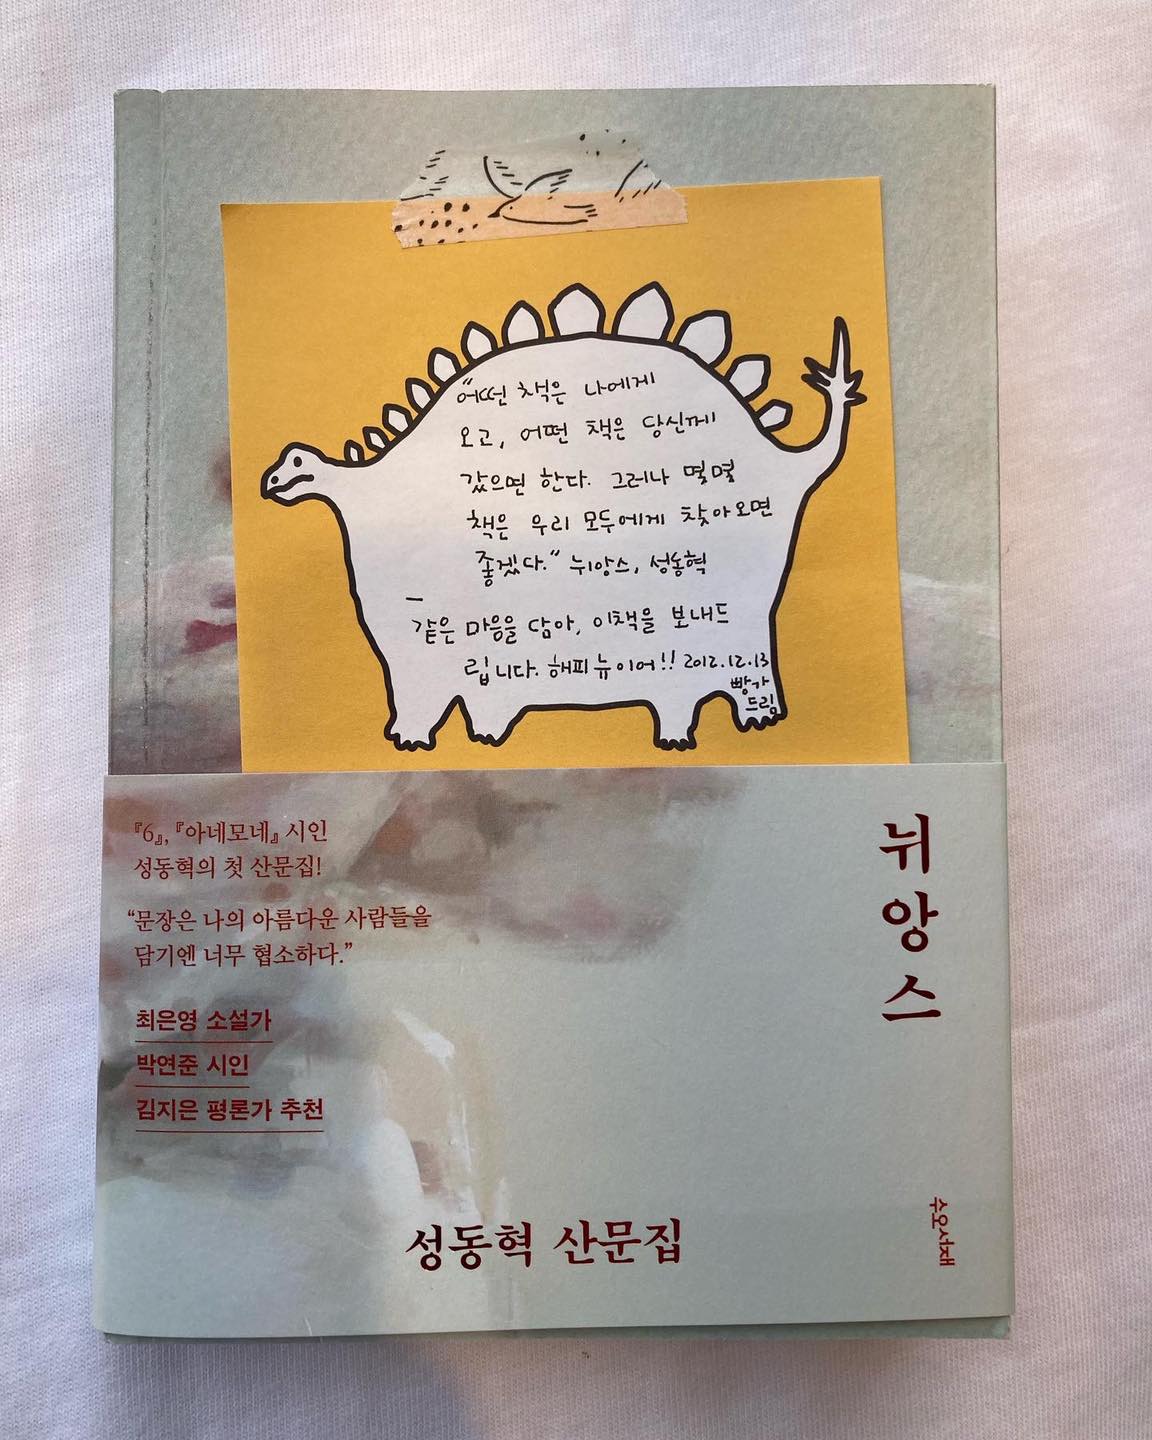 "어떤 책은 나에게
오고, 어떤 책은 당신께
갔으면 한다. 그러나 몇몇
책은 우리 모두에게 찾아오면
좋겠다." 뉘앙스, 성동혁
—
같은 마음을 담아, 이책을 보내드
립니다. 해피뉴이어!! 2012.12.13
빵가
드림
『6』, 『아네모네』 시인
성동혁의 첫 산문집!
“문장은 나의 아름다운 사람들을
담기엔 너무 협소하다.”
최은영 소설가
박연준 시인
김지은 평론가 추천
뉘앙스
성동혁 산문집
수오서재